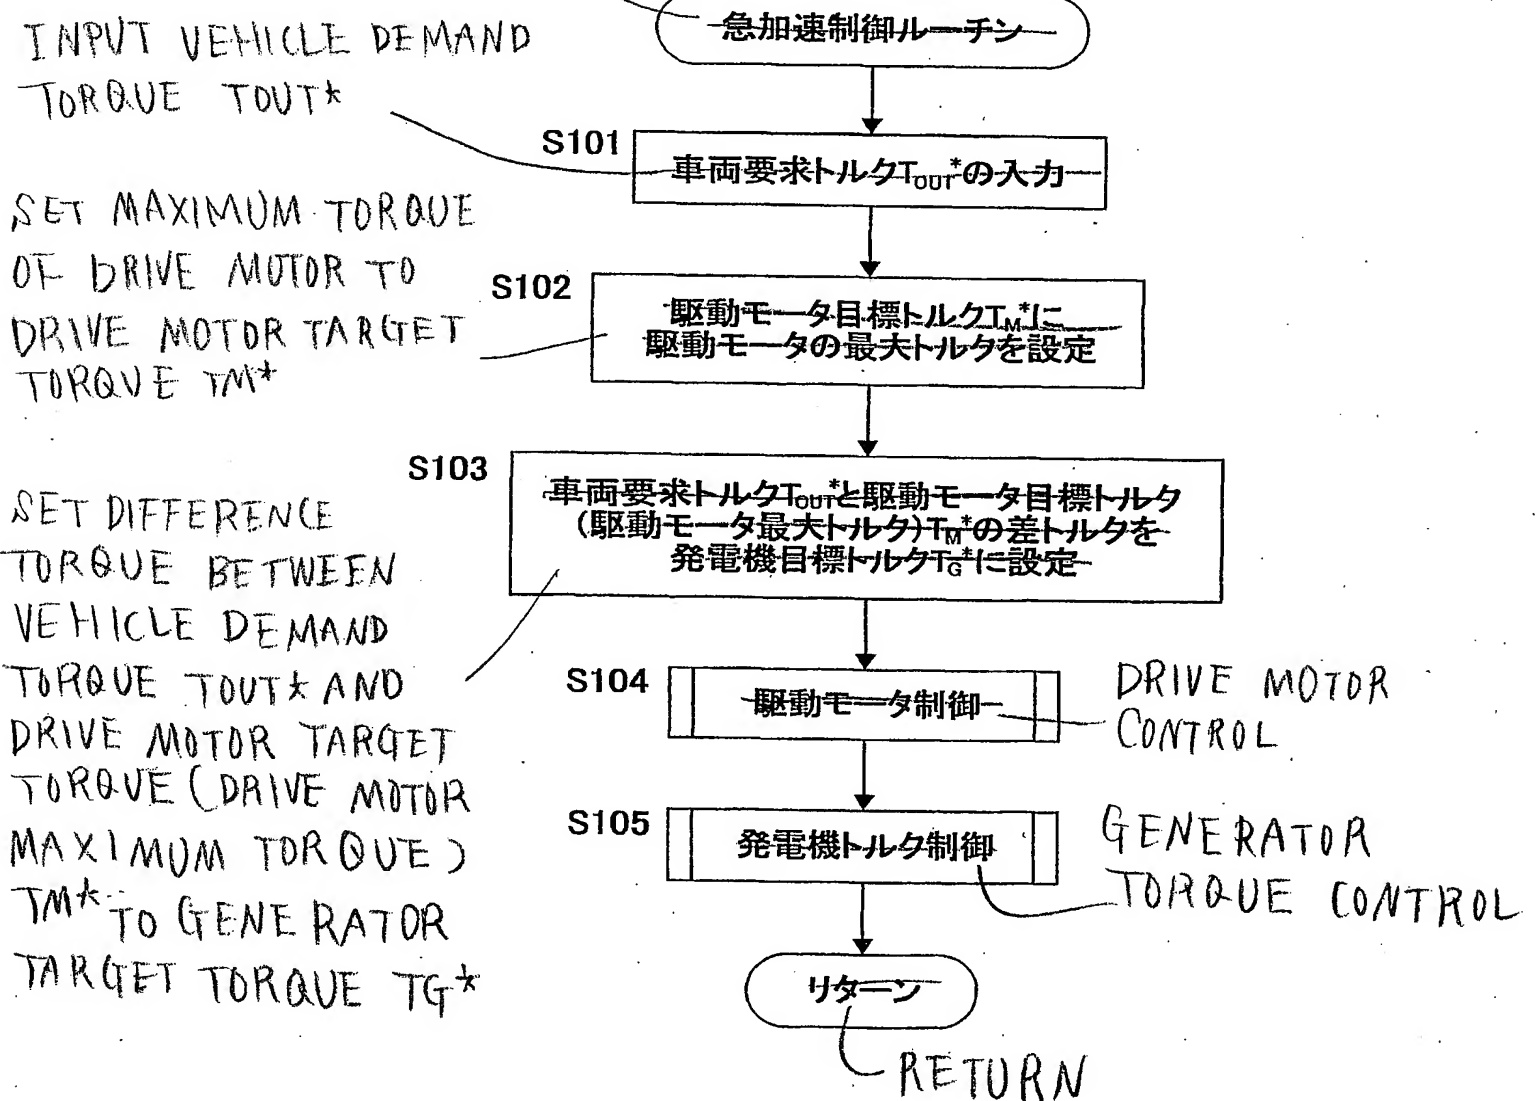 急加速制御ルーチン
INPUT VEHICLE DEMAND
TORQUE TOUT*
S101
車両要求トルクTOUT*の入力
SET MAXIMUM TORQUE
OF DRIVE MOTOR TO
DRIVE MOTOR TARGET
TORQUE TM*
S102
駆動モータ目標トルクTM*に
駆動モータの最大トルクを設定
S103
車両要求トルクTOUT*と駆動モータ目標トルク
(駆動モータ最大トルク)TM*の差トルクを
発電機目標トルクTG*に設定
SET DIFFERENCE
TORQUE BETWEEN
VEHICLE DEMAND
TORQUE TOUT* AND
DRIVE MOTOR TARGET
TORQUE (DRIVE MOTOR
MAXIMUM TORQUE)
TM* TO GENERATOR
TARGET TORQUE TG*
S104
駆動モータ制御
DRIVE MOTOR
CONTROL
S105
発電機トルク制御
GENERATOR
TORQUE CONTROL
リターン
RETURN